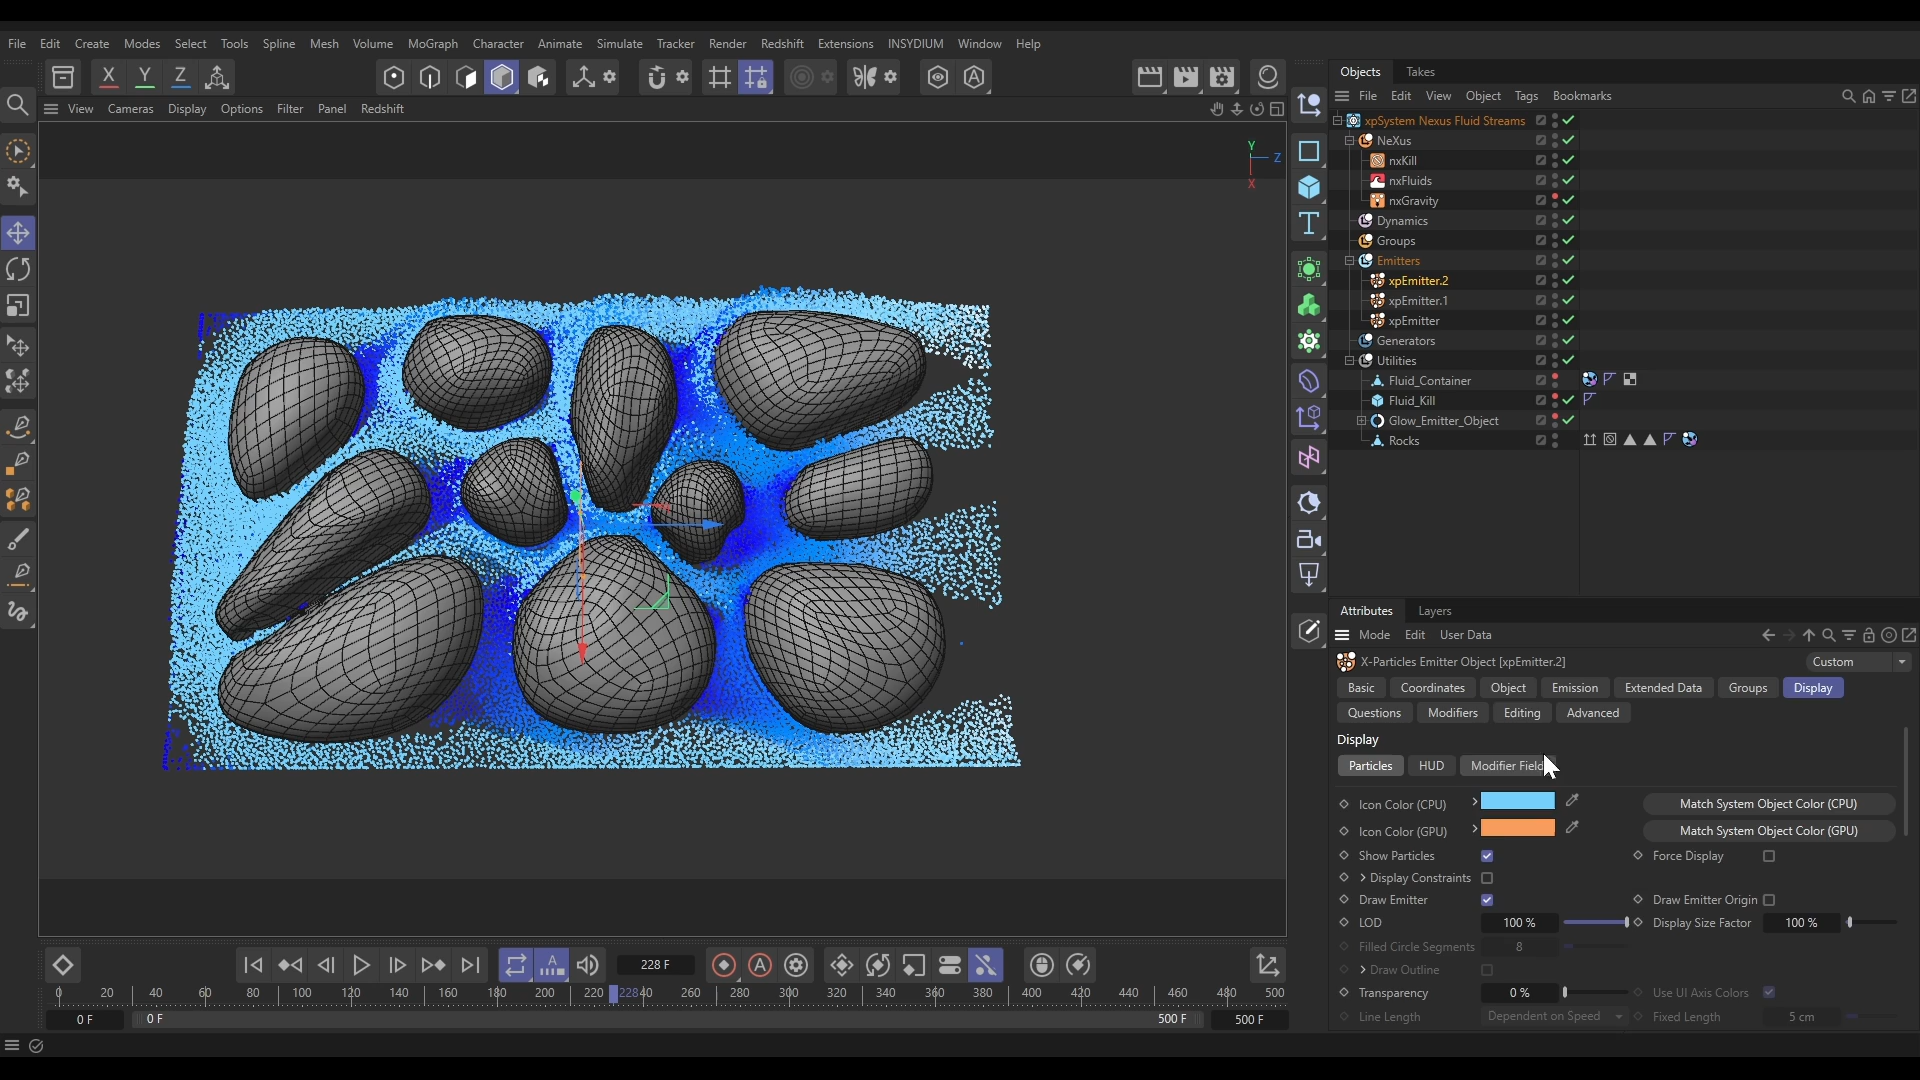 File Edit Create Modes Select Tools Spline Mesh Volume MoGraph Character Animate Simulate Tracker Render Redshift Extensions INSYDIUM Window Help
X Y Z
View Cameras Display Options Filter Panel Redshift
Y
Z
X
228 F
0 20 40 60 80 100 120 140 160 180 200 220 228 40 260 280 300 320 340 360 380 400 420 440 460 480 500
0 F 0 F 500 F 500 F
Objects Takes
File Edit View Object Tags Bookmarks
xpSystem Nexus Fluid Streams
NeXus
nxKill
nxFluids
nxGravity
Dynamics
Groups
Emitters
xpEmitter.2
xpEmitter.1
xpEmitter
Generators
Utilities
Fluid_Container
Fluid_Kill
Glow_Emitter_Object
Rocks
Attributes Layers
Mode Edit User Data
X-Particles Emitter Object [xpEmitter.2] Custom
Basic Coordinates Object Emission Extended Data Groups Display
Questions Modifiers Editing Advanced
Display
Particles HUD Modifier Field
Icon Color (CPU) Match System Object Color (CPU)
Icon Color (GPU) Match System Object Color (GPU)
Show Particles Force Display
Display Constraints
Draw Emitter Draw Emitter Origin
LOD 100 % Display Size Factor 100 %
Filled Circle Segments 8
Draw Outline
Transparency 0 % Use UI Axis Colors
Line Length Dependent on Speed Fixed Length 5 cm